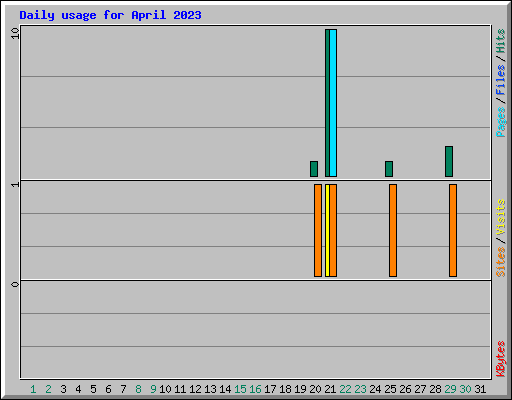 Daily usage for April 2023
10
1
0
Pages / Files / Hits
Sites / Visits
KBytes
1 2 3 4 5 6 7 8 9 10 11 12 13 14 15 16 17 18 19 20 21 22 23 24 25 26 27 28 29 30 31